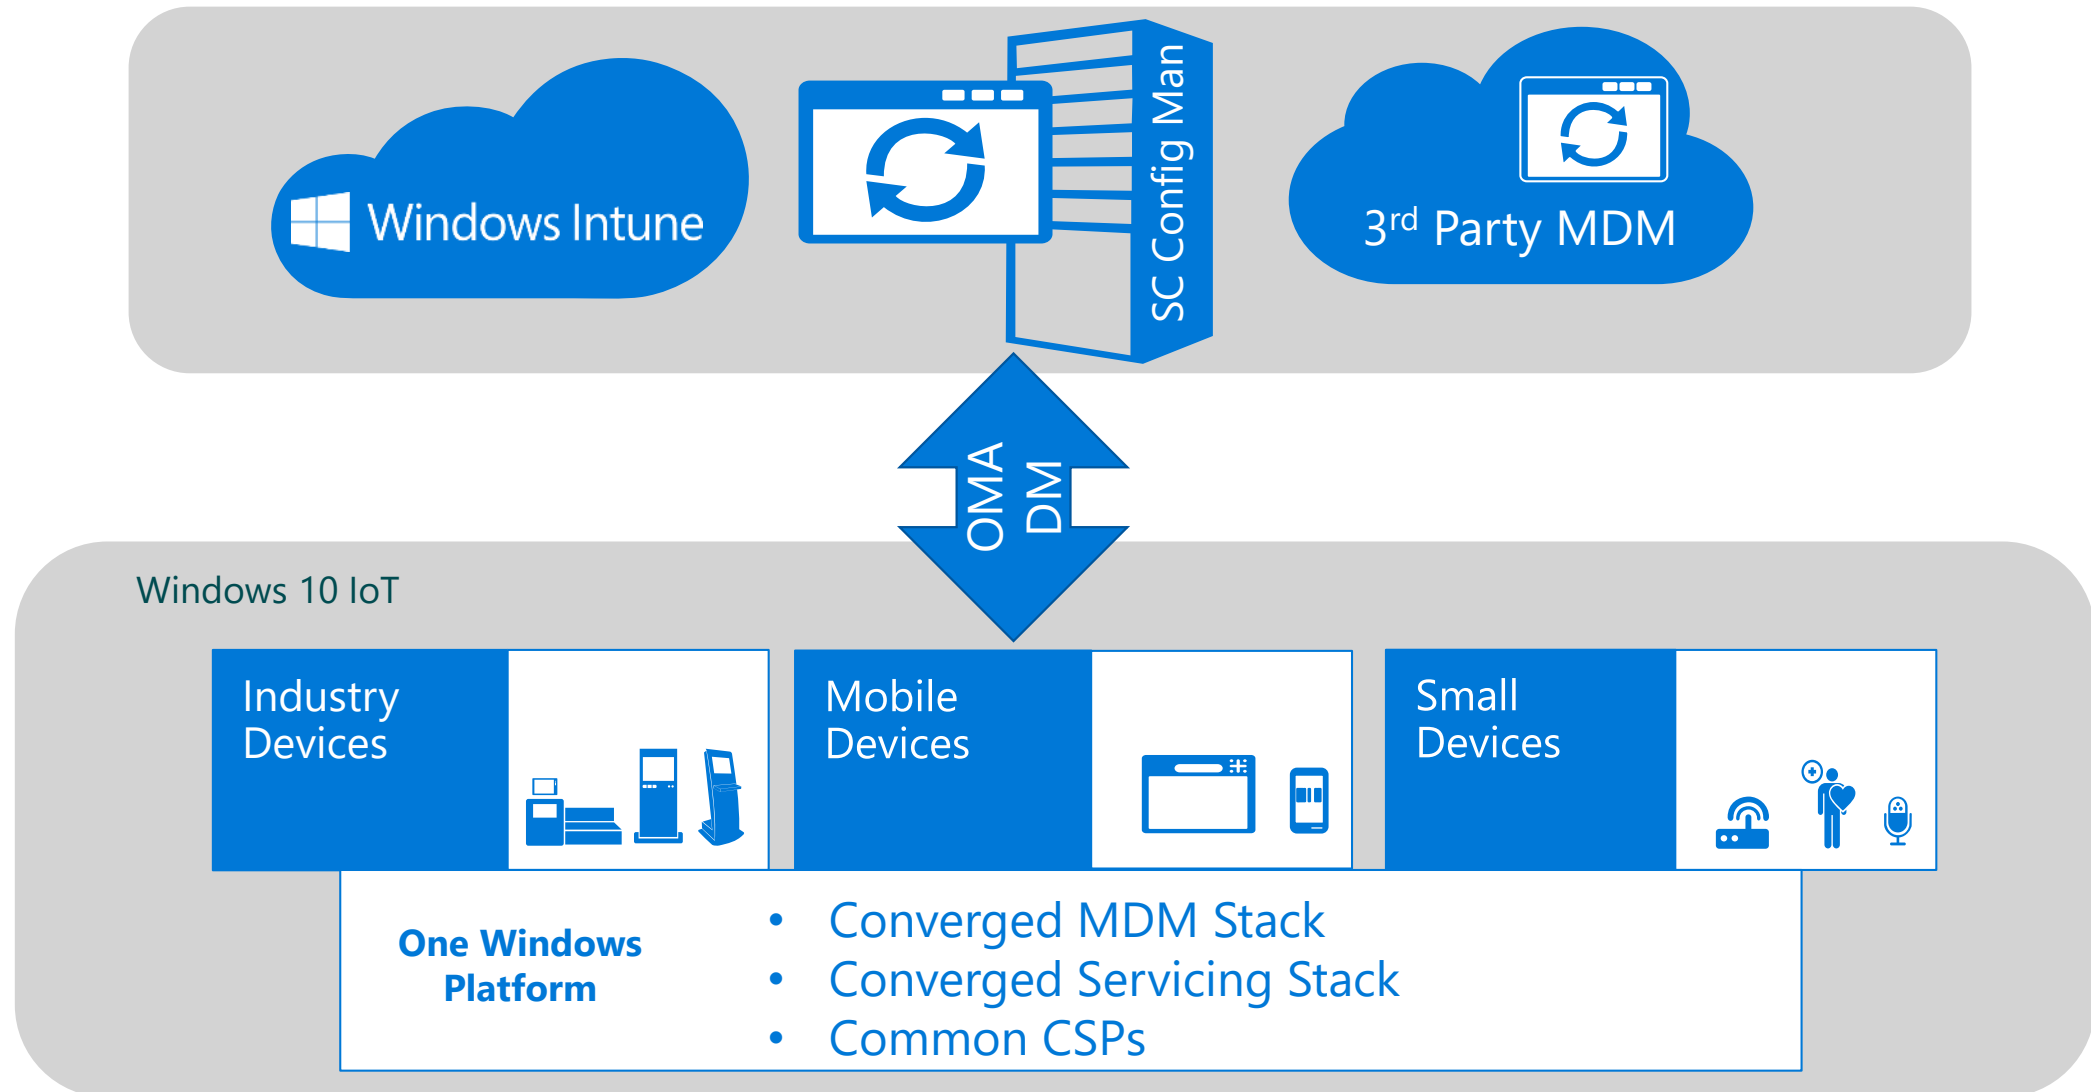 Windows Intune
SC Config Man
3rd Party MDM
OMA
DM
Windows 10 IoT
Industry
Devices
Mobile
Devices
Small
Devices
One Windows
Platform
• Converged MDM Stack
• Converged Servicing Stack
• Common CSPs